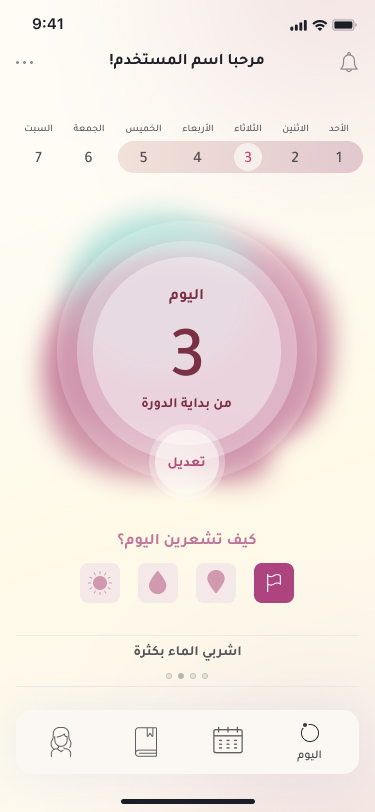 9:41
مرحبا اسم المستخدم!
الأحد الاثنين الثلاثاء الأربعاء الخميس الجمعة السبت
1 2 3 4 5 6 7
اليوم
3
من بداية الدورة
تعديل
كيف تشعرين اليوم؟
اشربي الماء بكثرة
اليوم